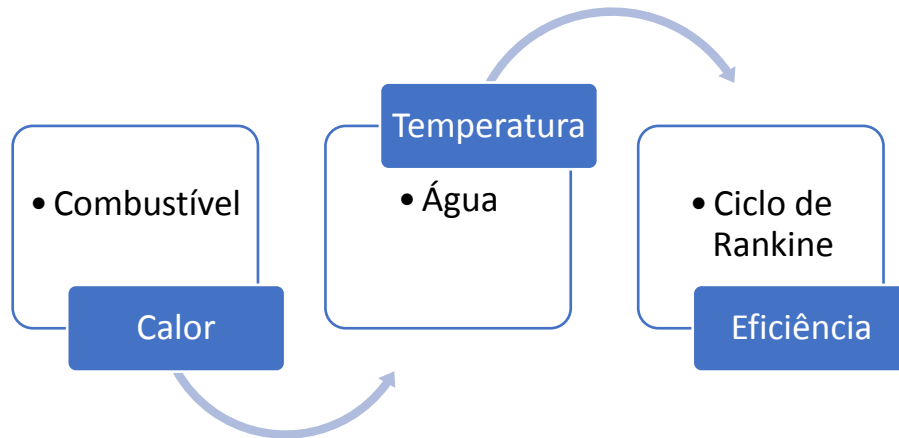 • Combustível
Calor
Temperatura
• Água
• Ciclo de
Rankine
Eficiência